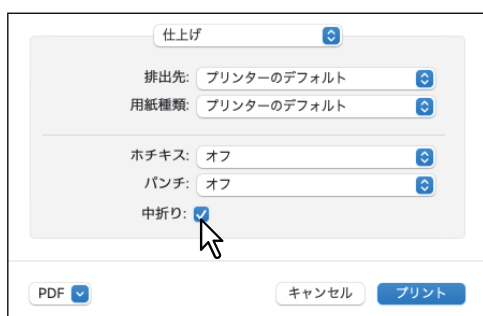 仕上げ
排出先: プリンターのデフォルト
用紙種類: プリンターのデフォルト
ホチキス: オフ
パンチ: オフ
中折り:
PDF キャンセル プリント